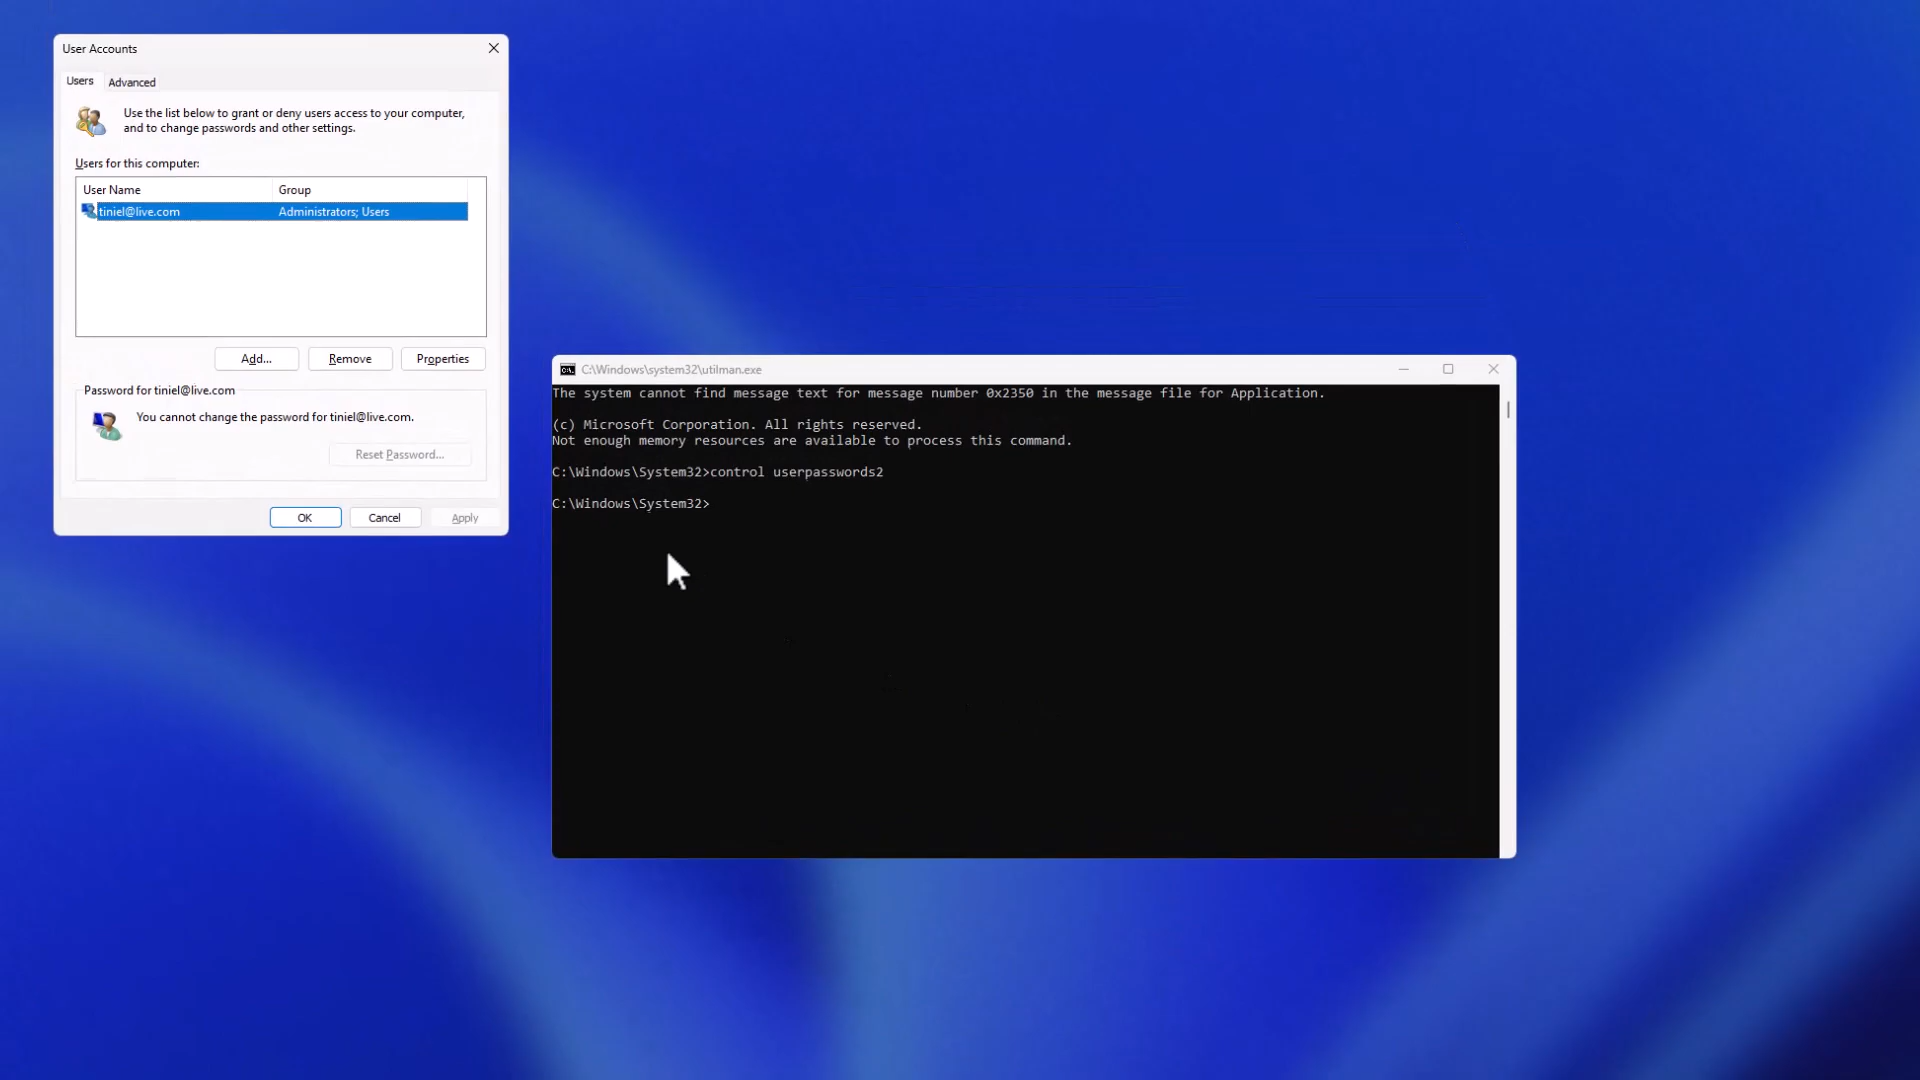 User Accounts
Users
Advanced
Use the list below to grant or deny users access to your computer,
and to change passwords and other settings.
Users for this computer:
User Name Group
tiniel@live.com Administrators; Users
Add...
Remove
Properties
Password for tiniel@live.com
You cannot change the password for tiniel@live.com.
Reset Password...
OK
Cancel
Apply
C:\Windows\system32\utilman.exe
The system cannot find message text for message number 0x2350 in the message file for Application.
(c) Microsoft Corporation. All rights reserved.
Not enough memory resources are available to process this command.
C:\Windows\System32>control userpasswords2
C:\Windows\System32>